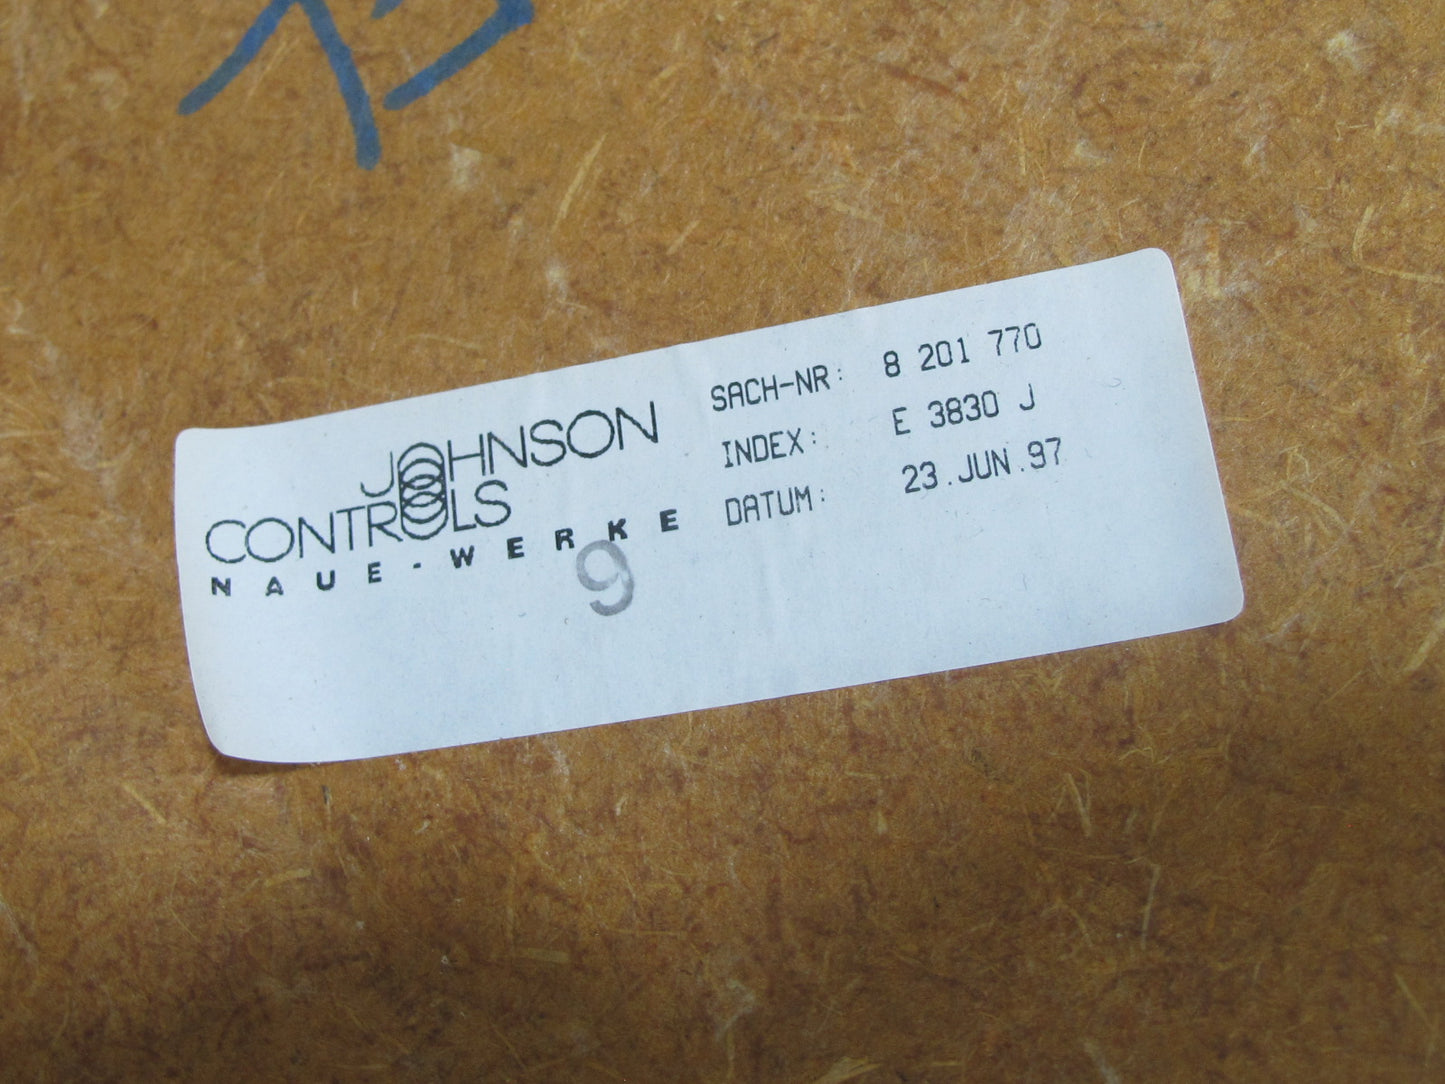 JOHNSON
CONTROLS
NAUE-WERKE
9
SACH-NR: 8 201 770
INDEX: E 3830 J
DATUM: 23.JUN.97